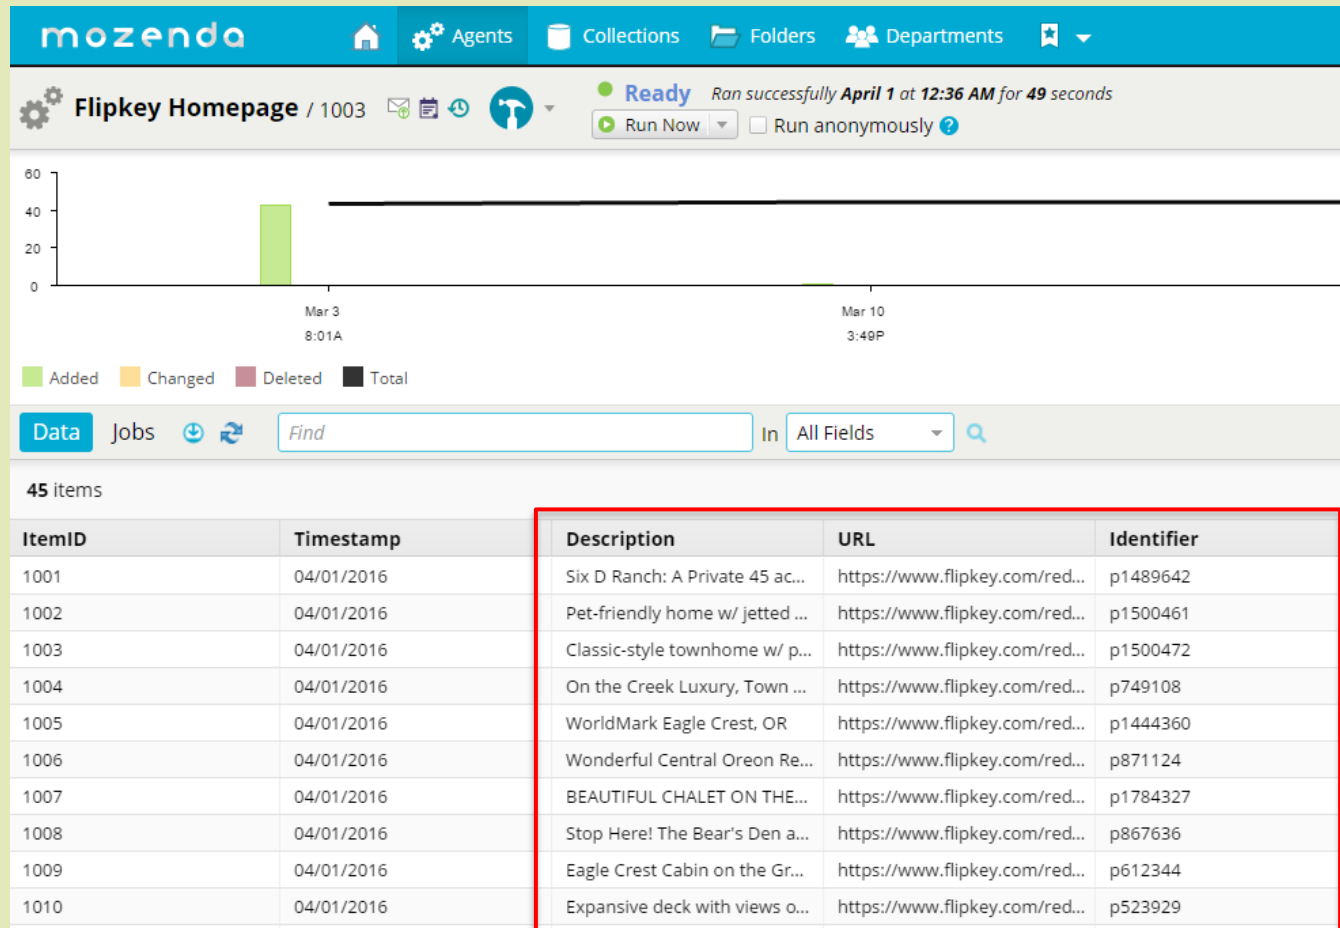 mozenda Agents Collections Folders Departments
Flipkey Homepage / 1003
Ready Ran successfully April 1 at 12:36 AM for 49 seconds
Run Now Run anonymously ?
60
40
20
0
Mar 3 Mar 10
8:01A 3:49P
Added Changed Deleted Total
Data Jobs Find In All Fields
45 items
ItemID Timestamp Description URL Identifier
1001 04/01/2016 Six D Ranch: A Private 45 ac... https://www.flipkey.com/red... p1489642
1002 04/01/2016 Pet-friendly home w/ jetted ... https://www.flipkey.com/red... p1500461
1003 04/01/2016 Classic-style townhome w/ p... https://www.flipkey.com/red... p1500472
1004 04/01/2016 On the Creek Luxury, Town ... https://www.flipkey.com/red... p749108
1005 04/01/2016 WorldMark Eagle Crest, OR https://www.flipkey.com/red... p1444360
1006 04/01/2016 Wonderful Central Oreon Re... https://www.flipkey.com/red... p871124
1007 04/01/2016 BEAUTIFUL CHALET ON THE... https://www.flipkey.com/red... p1784327
1008 04/01/2016 Stop Here! The Bear's Den a... https://www.flipkey.com/red... p867636
1009 04/01/2016 Eagle Crest Cabin on the Gr... https://www.flipkey.com/red... p612344
1010 04/01/2016 Expansive deck with views o... https://www.flipkey.com/red... p523929